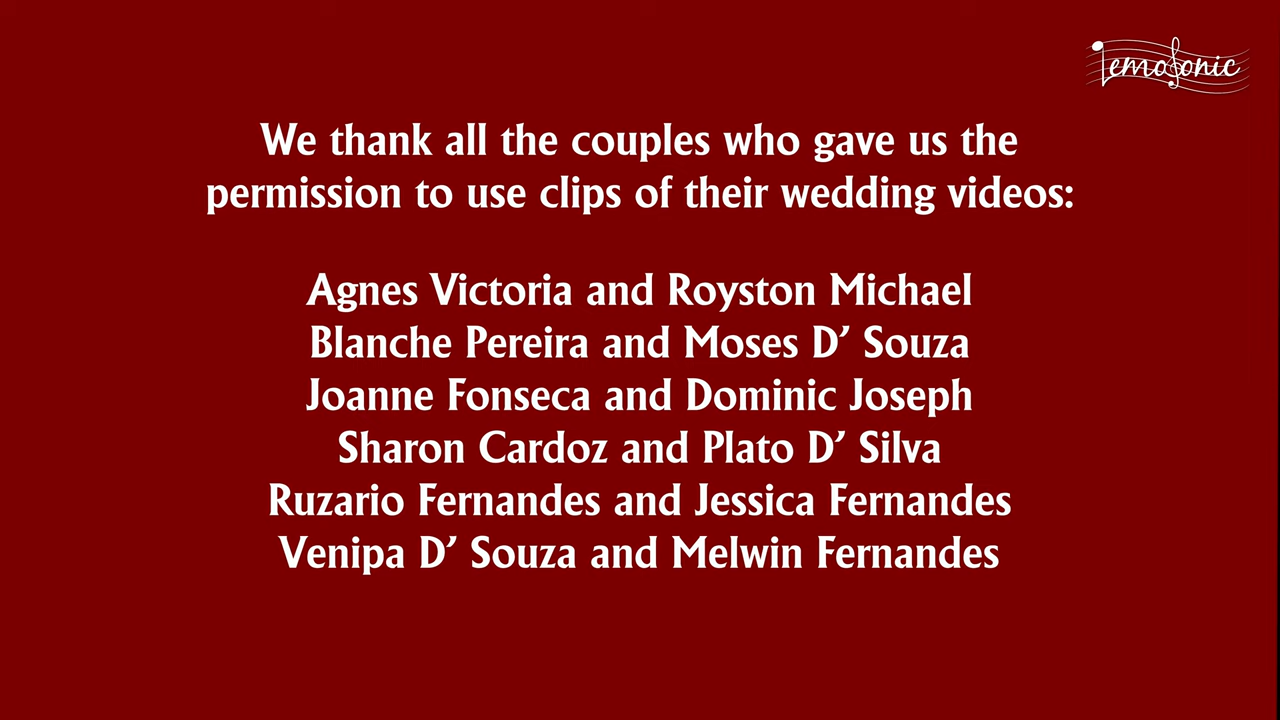 Lemosonic
We thank all the couples who gave us the
permission to use clips of their wedding videos:
Agnes Victoria and Royston Michael
Blanche Pereira and Moses D’ Souza
Joanne Fonseca and Dominic Joseph
Sharon Cardoz and Plato D’ Silva
Ruzario Fernandes and Jessica Fernandes
Venipa D’ Souza and Melwin Fernandes